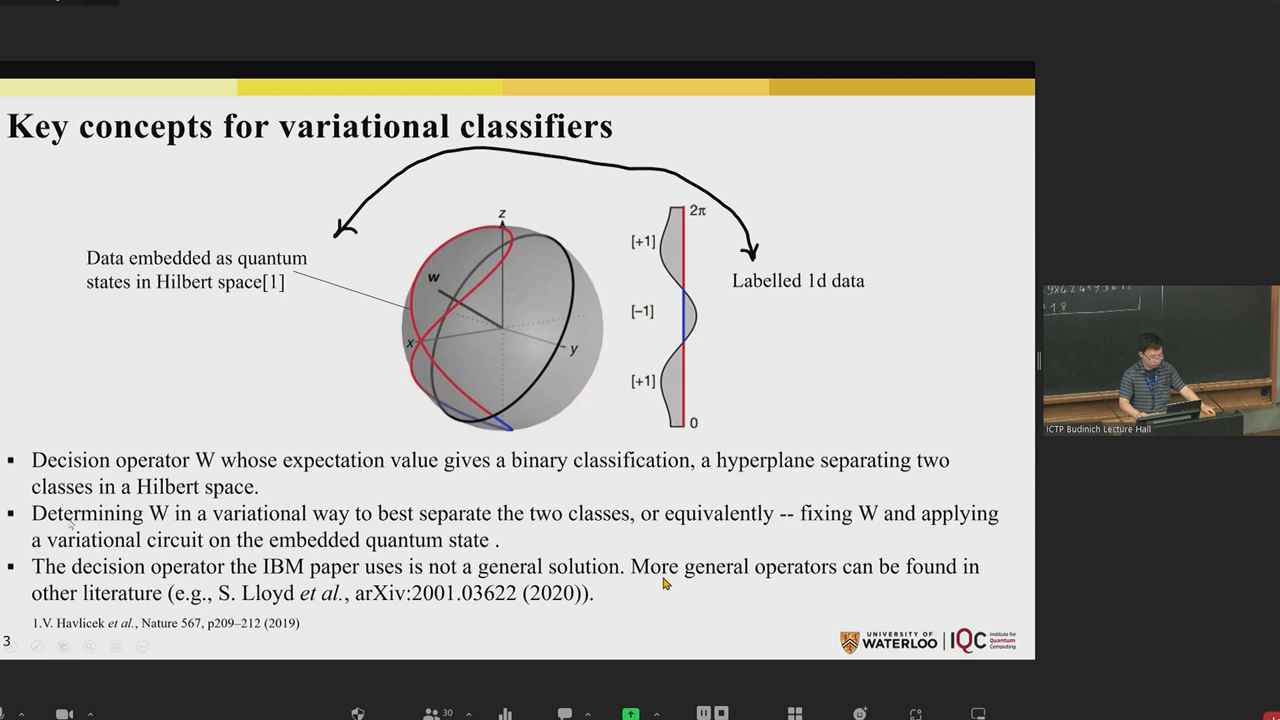 Key concepts for variational classifiers
Data embedded as quantum
states in Hilbert space[1]
z
w
x
y
2π
[+1]
[−1]
[+1]
0
Labelled 1d data
▪ Decision operator W whose expectation value gives a binary classification, a hyperplane separating two
classes in a Hilbert space.
▪ Determining W in a variational way to best separate the two classes, or equivalently -- fixing W and applying
a variational circuit on the embedded quantum state .
▪ The decision operator the IBM paper uses is not a general solution. More general operators can be found in
other literature (e.g., S. Lloyd et al., arXiv:2001.03622 (2020)).
1.V. Havlicek et al., Nature 567, p209–212 (2019)
3
UNIVERSITY OF
WATERLOO
IQC
Institute for
Quantum
Computing
ICTP Budinich Lecture Hall
30